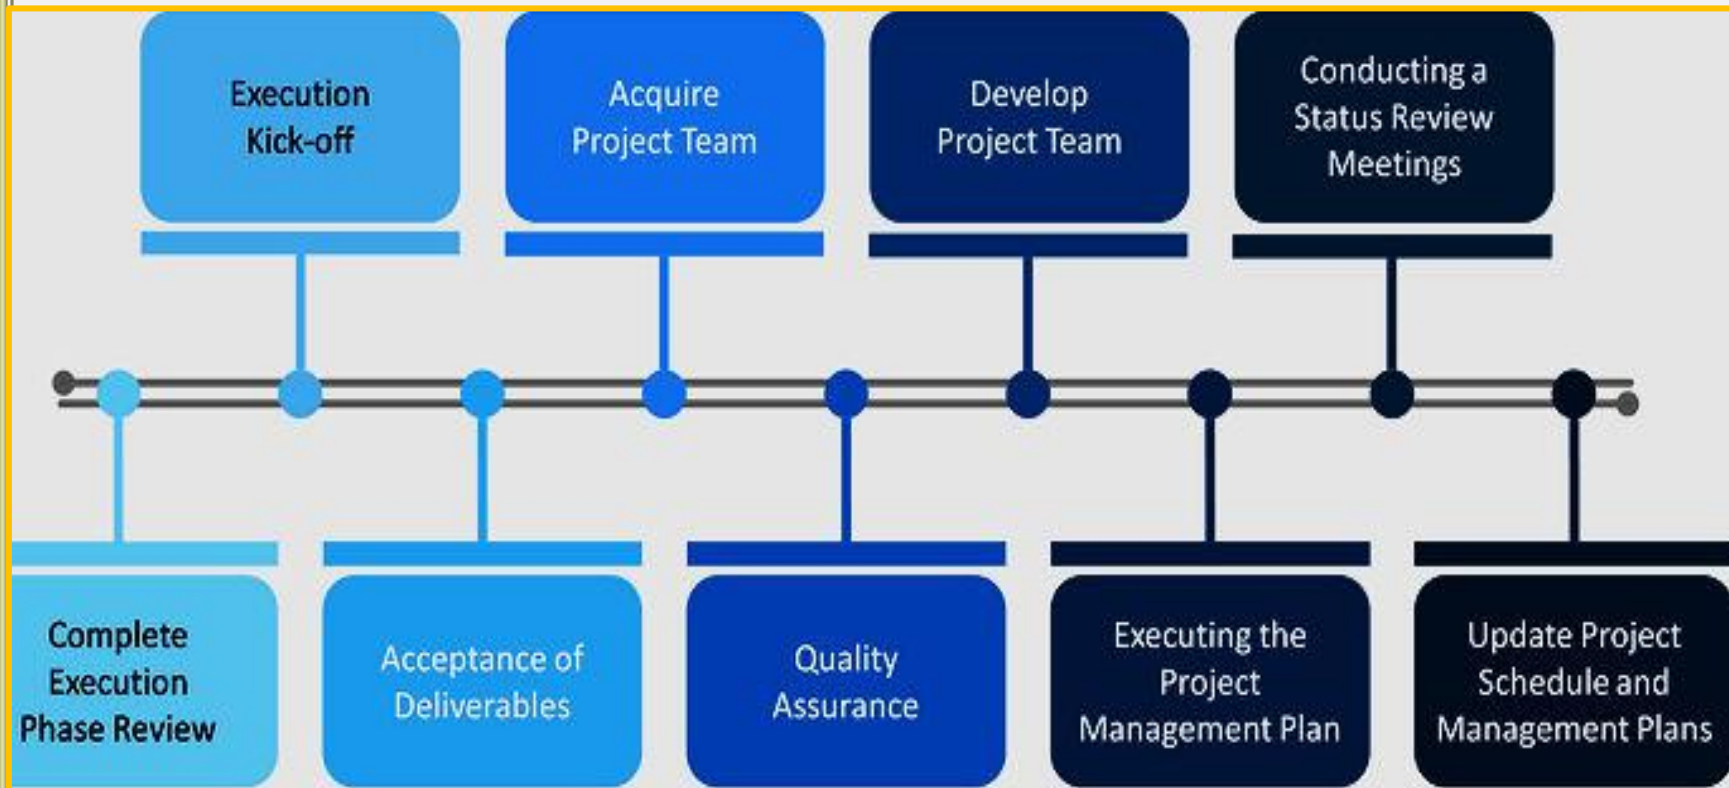 Execution
Kick-off
Acquire
Project Team
Develop
Project Team
Conducting a
Status Review
Meetings
Complete
Execution
Phase Review
Acceptance of
Deliverables
Quality
Assurance
Executing the
Project
Management Plan
Update Project
Schedule and
Management Plans